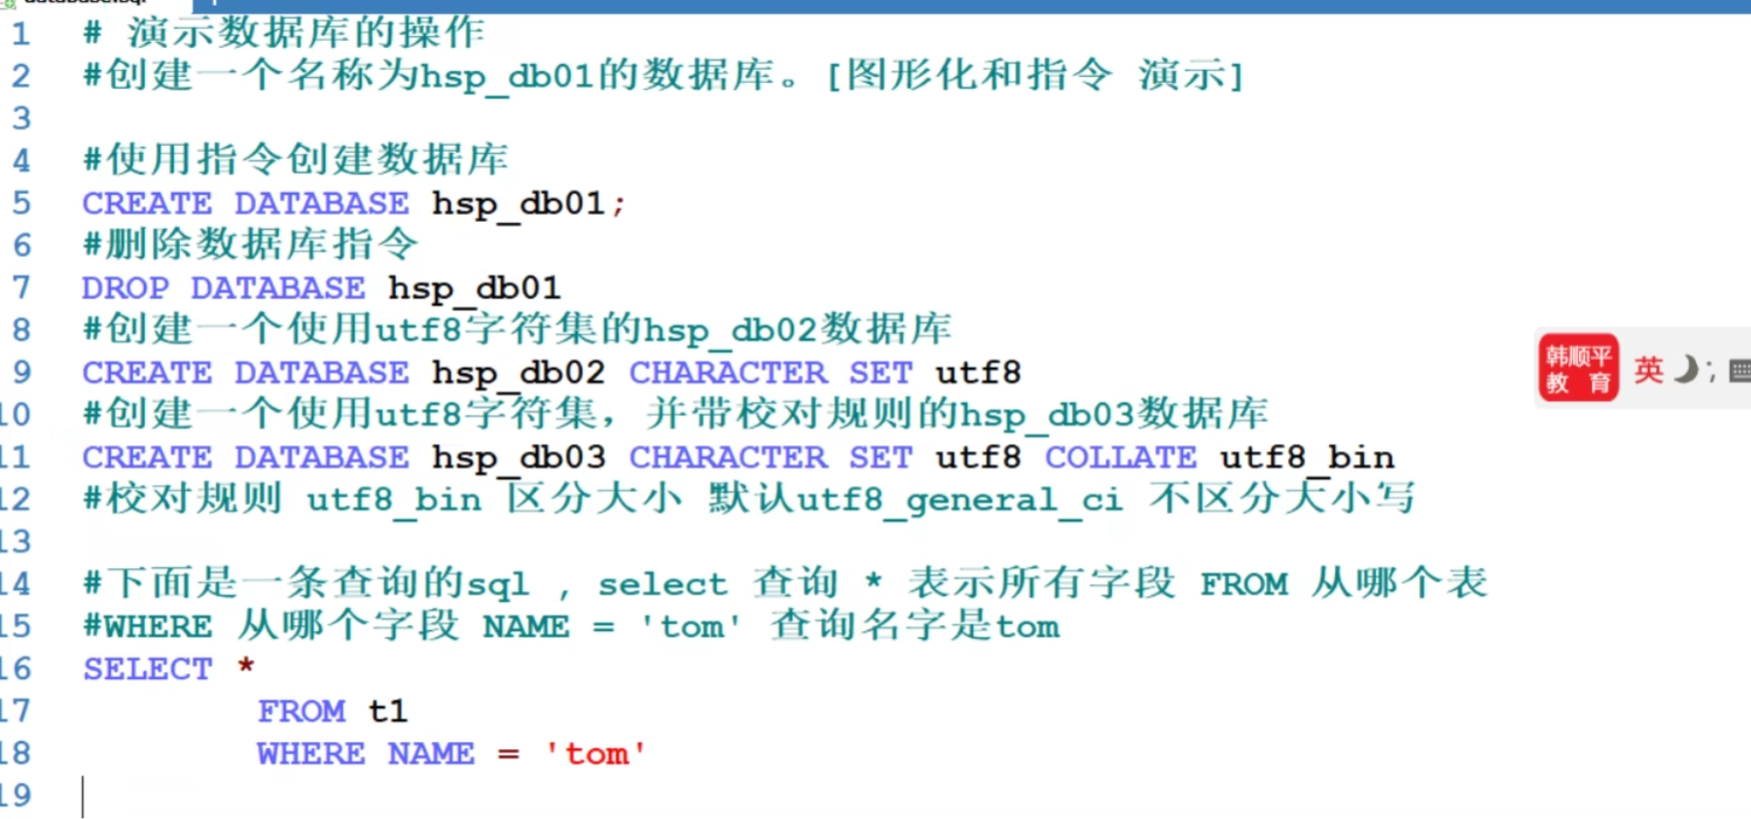 1 # 演示数据库的操作
2 #创建一个名称为hsp_db01的数据库。[图形化和指令 演示]
3
4 #使用指令创建数据库
5 CREATE DATABASE hsp_db01;
6 #删除数据库指令
7 DROP DATABASE hsp_db01
8 #创建一个使用utf8字符集的hsp_db02数据库
9 CREATE DATABASE hsp_db02 CHARACTER SET utf8
10 #创建一个使用utf8字符集，并带校对规则的hsp_db03数据库
11 CREATE DATABASE hsp_db03 CHARACTER SET utf8 COLLATE utf8_bin
12 #校对规则 utf8_bin 区分大小 默认utf8_general_ci 不区分大小写
13
14 #下面是一条查询的sql , select 查询 * 表示所有字段 FROM 从哪个表
15 #WHERE 从哪个字段 NAME = 'tom' 查询名字是tom
16 SELECT *
17 FROM t1
18 WHERE NAME = 'tom'
19
韩顺平
教 育
英